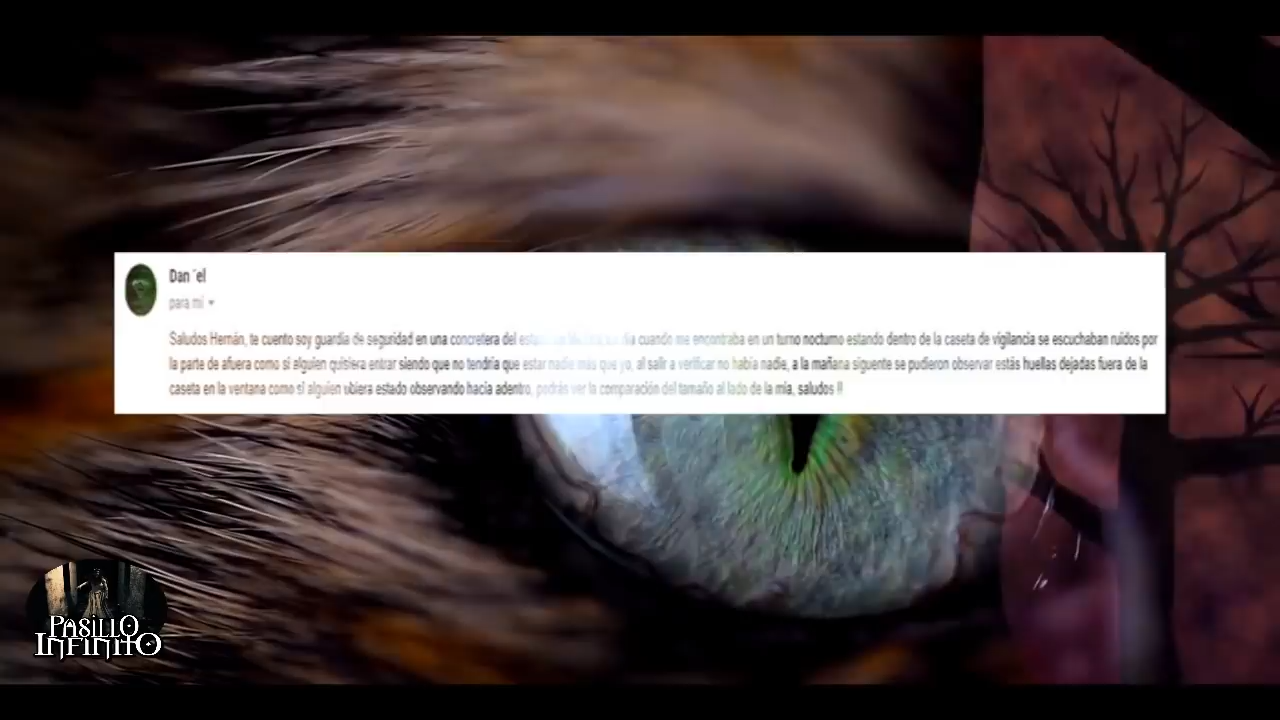 Dan ´el
para mí
Saludos Hernán, te cuento soy guardia de seguridad en una concretera del día cuando me encontraba en un turno nocturno estando dentro de la caseta de vigilancia se escuchaban ruidos por
la parte de afuera como si alguien quisiera entrar siendo que no tendría que estar nadie más que yo, al salir a verificar no había nadie, a la mañana siguente se pudieron observar estás huellas dejadas fuera de la
caseta en la ventana como si alguien ubiera estado observando hacia adentro, podrás ver la comparación del tamaño al lado de la mía, saludos !!
PASILLO
INFINITO